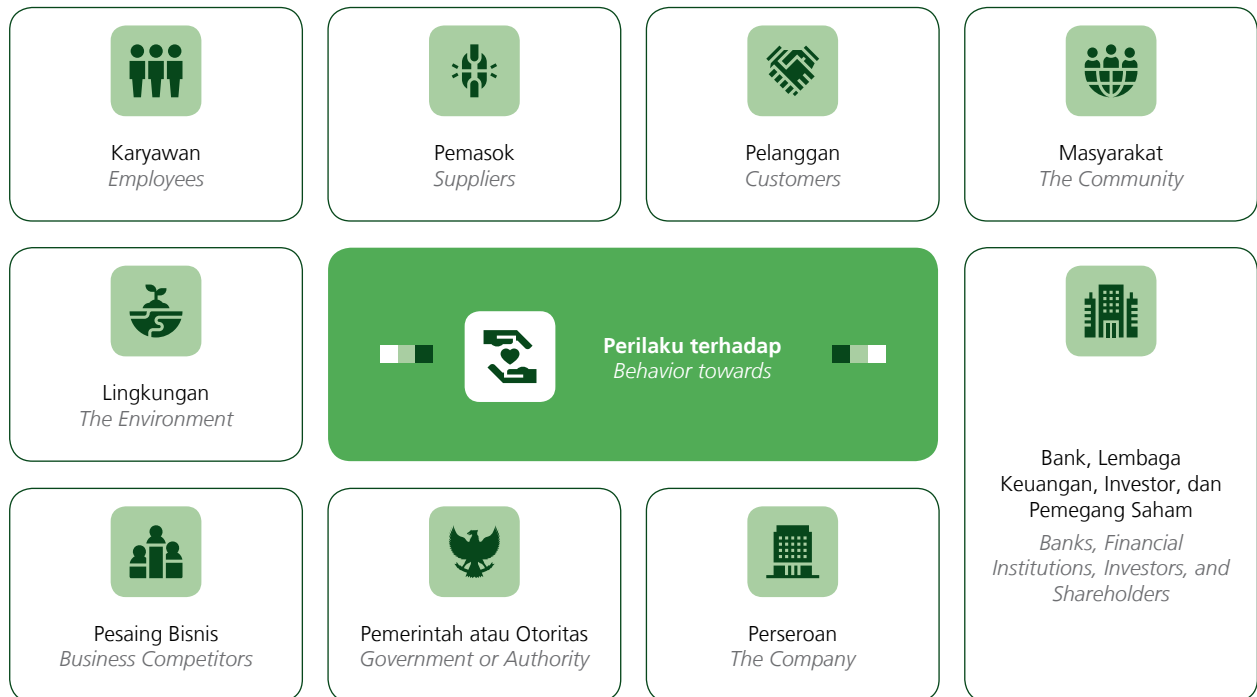 Karyawan
Employees
Pemasok
Suppliers
Pelanggan
Customers
Masyarakat
The Community
Lingkungan
The Environment
Perilaku terhadap
Behavior towards
Bank, Lembaga
Keuangan, Investor, dan
Pemegang Saham
Banks, Financial
Institutions, Investors, and
Shareholders
Pesaing Bisnis
Business Competitors
Pemerintah atau Otoritas
Government or Authority
Perseroan
The Company